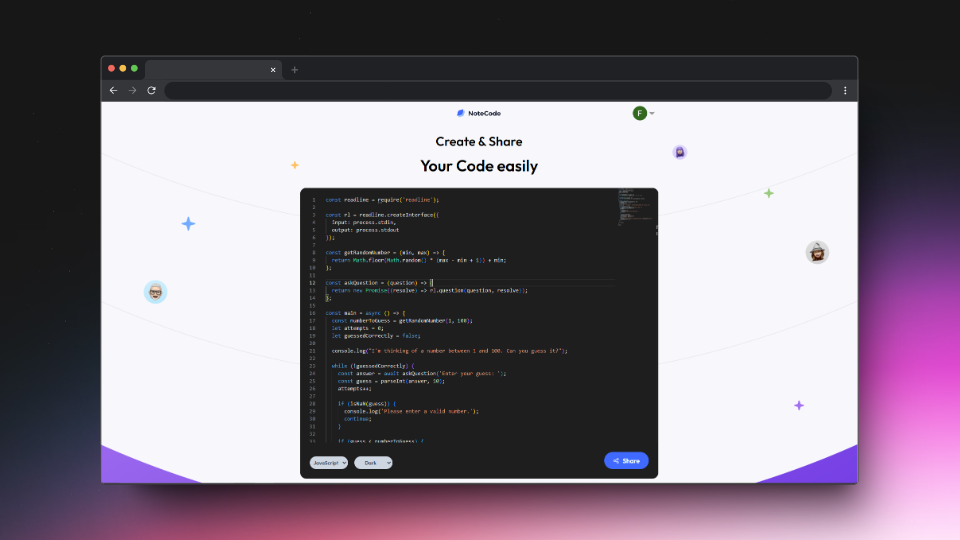 NoteCode
F
Create & Share
Your Code easily
1 const readline = require('readline');
2
3 const rl = readline.createInterface({
4 input: process.stdin,
5 output: process.stdout
6 });
7
8 const getRandomNumber = (min, max) => {
9 return Math.floor(Math.random() * (max - min + 1)) + min;
10 };
11
12 const askQuestion = (question) => {
13 return new Promise((resolve) => rl.question(question, resolve));
14 };
15
16 const main = async () => {
17 const numberToGuess = getRandomNumber(1, 100);
18 let attempts = 0;
19 let guessedCorrectly = false;
20
21 console.log("I'm thinking of a number between 1 and 100. Can you guess it?");
22
23 while (!guessedCorrectly) {
24 const answer = await askQuestion('Enter your guess: ');
25 const guess = parseInt(answer, 10);
26 attempts++;
27
28 if (isNaN(guess)) {
29 console.log('Please enter a valid number.');
30 continue;
31 }
32
33 if (guess < numberToGuess) {
JavaScript
Dark
Share